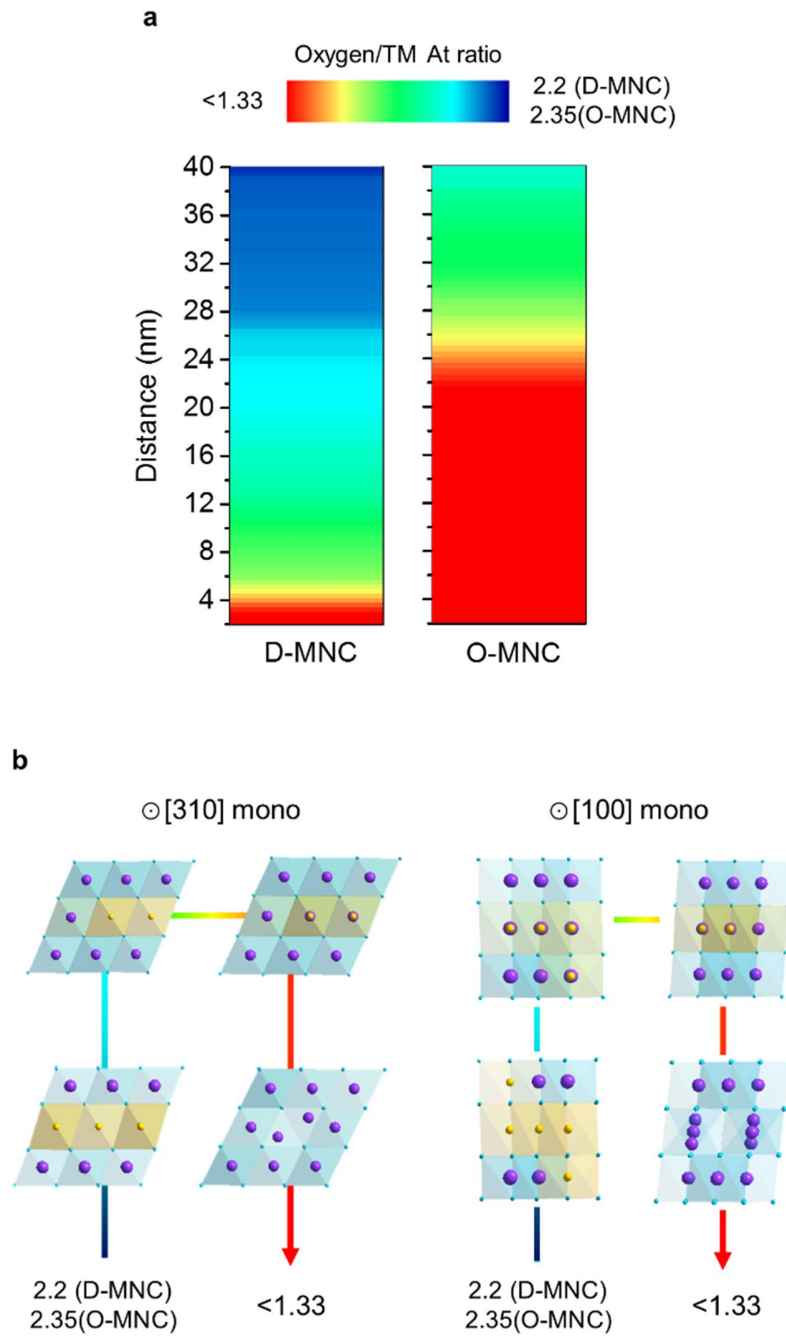 a
Oxygen/TM At ratio
<1.33
2.2 (D-MNC)
2.35(O-MNC)
40
36
32
28
24
20
16
12
8
4
Distance (nm)
D-MNC
O-MNC
b
⊙[310] mono
⊙[100] mono
2.2 (D-MNC)
2.35(O-MNC)
<1.33
2.2 (D-MNC)
2.35(O-MNC)
<1.33